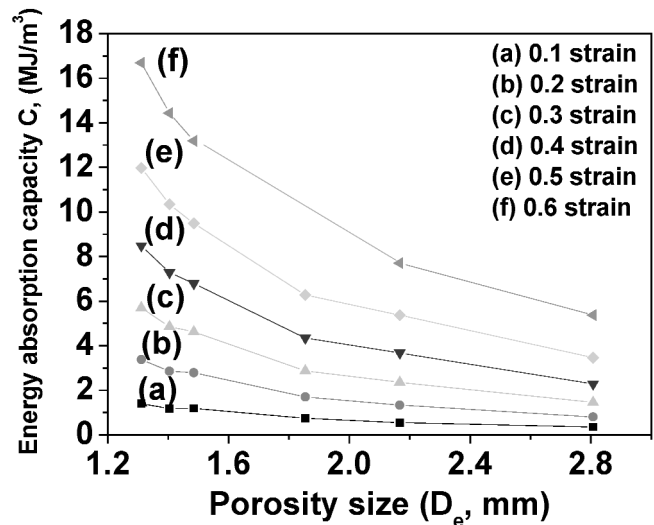 Energy absorption capacity C, (MJ/m³)
18
16
14
12
10
8
6
4
2
0
(f)
(e)
(d)
(c)
(b)
(a)
(a) 0.1 strain
(b) 0.2 strain
(c) 0.3 strain
(d) 0.4 strain
(e) 0.5 strain
(f) 0.6 strain
1.2 1.6 2.0 2.4 2.8
Porosity size (Dₑ, mm)